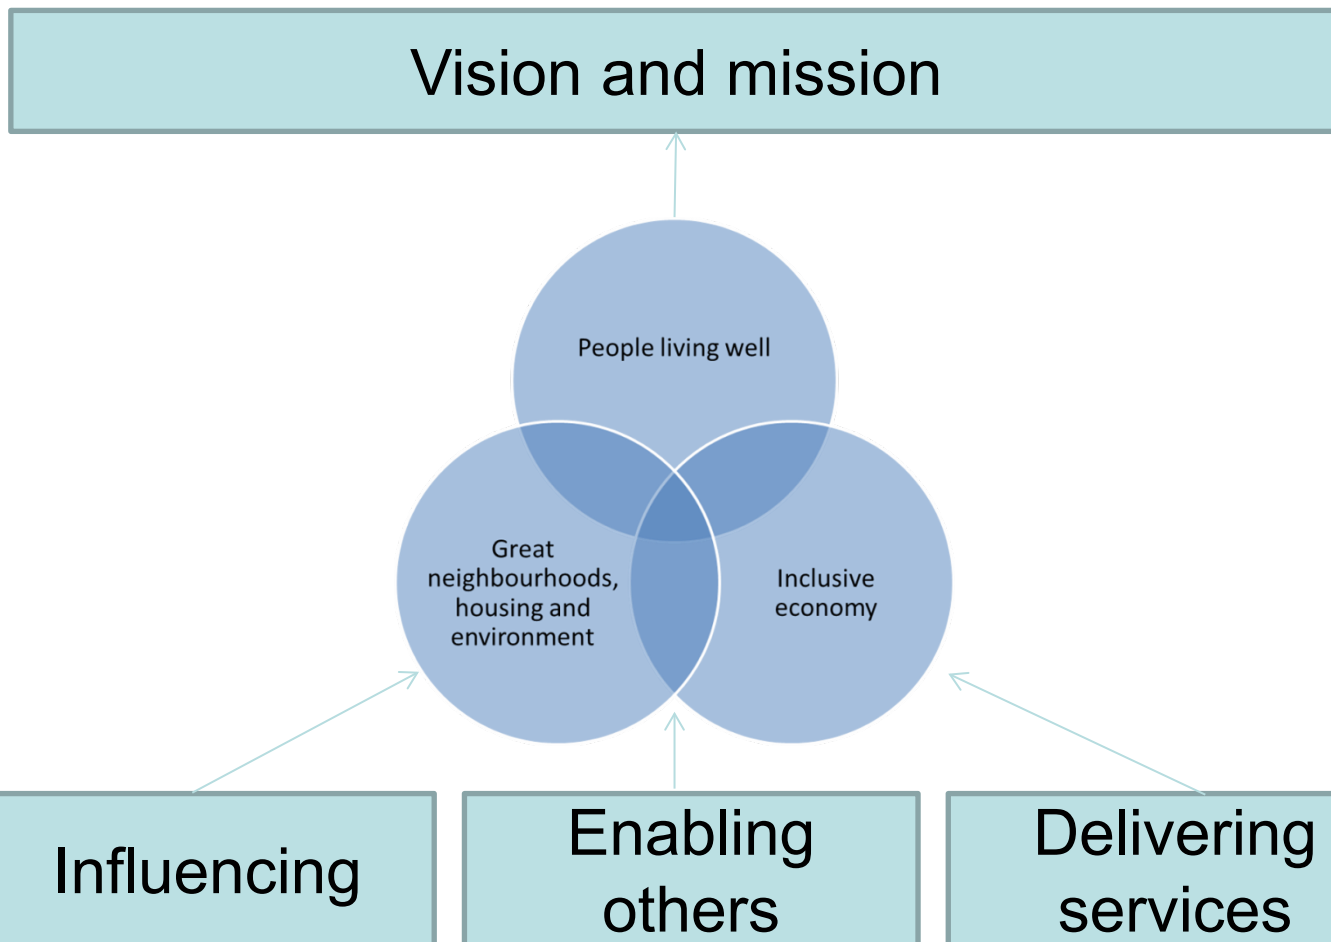 Vision and mission
People living well
Great
neighbourhoods,
housing and
environment
Inclusive
economy
Influencing
Enabling
others
Delivering
services